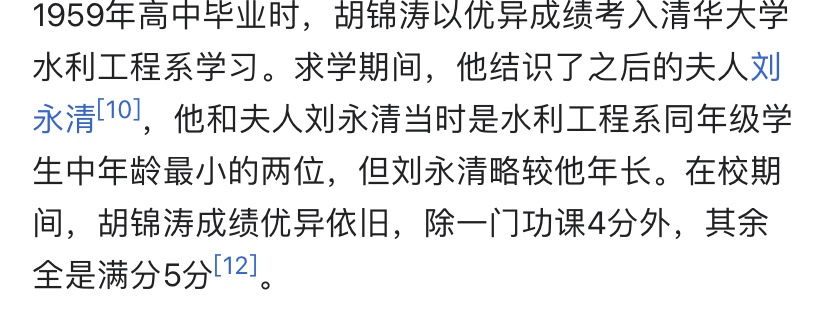 1959年高中毕业时，胡锦涛以优异成绩考入清华大学
水利工程系学习。求学期间，他结识了之后的夫人刘
永清[10]，他和夫人刘永清当时是水利工程系同年级学
生中年龄最小的两位，但刘永清略较他年长。在校期
间，胡锦涛成绩优异依旧，除一门功课4分外，其余
全是满分5分[12]。